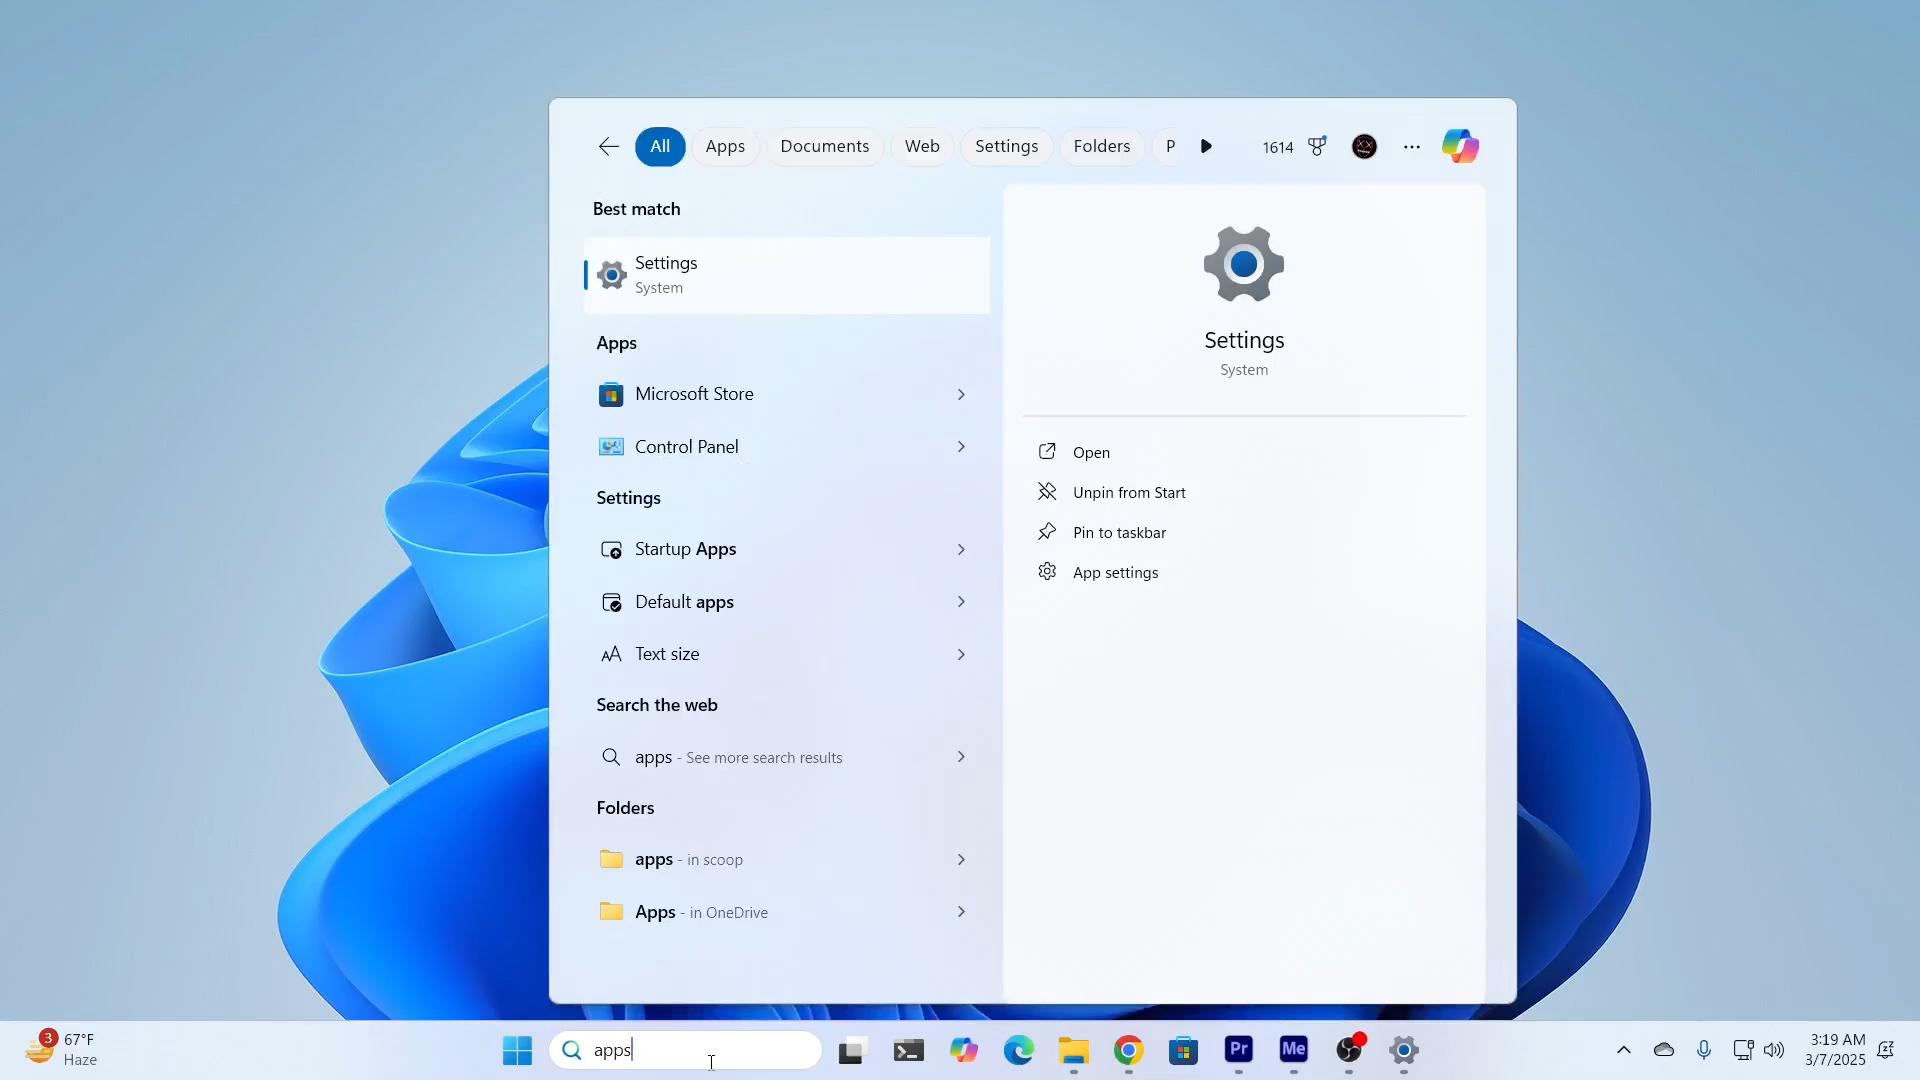 All
Apps
Documents
Web
Settings
Folders
P
1614
Best match
Settings
System
Apps
Microsoft Store
Control Panel
Settings
Startup Apps
Default apps
Text size
Search the web
apps - See more search results
Folders
apps - in scoop
Apps - in OneDrive
Settings
System
Open
Unpin from Start
Pin to taskbar
App settings
3
67°F
Haze
apps
Pr
Me
3:19 AM
3/7/2025